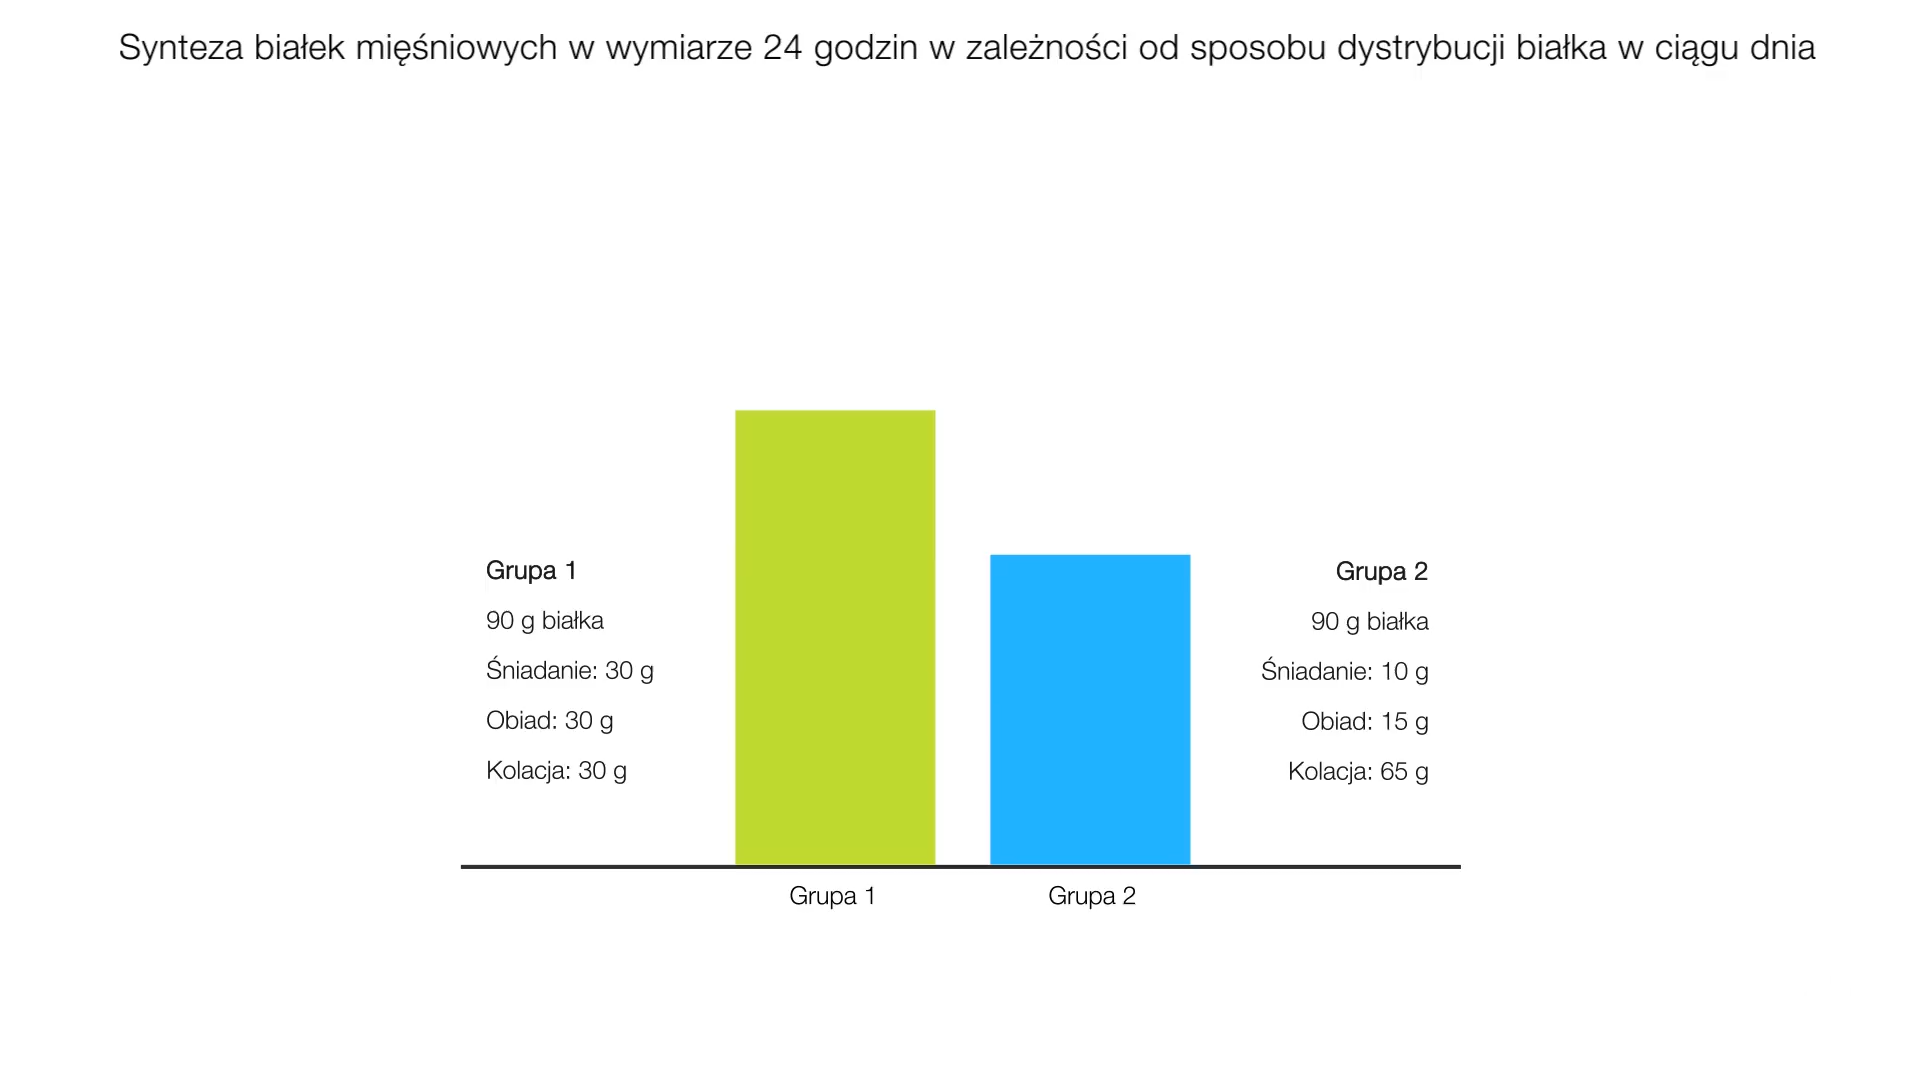 Synteza białek mięśniowych w wymiarze 24 godzin w zależności od sposobu dystrybucji białka w ciągu dnia
Grupa 1
90 g białka
Śniadanie: 30 g
Obiad: 30 g
Kolacja: 30 g
Grupa 2
90 g białka
Śniadanie: 10 g
Obiad: 15 g
Kolacja: 65 g
Grupa 1
Grupa 2